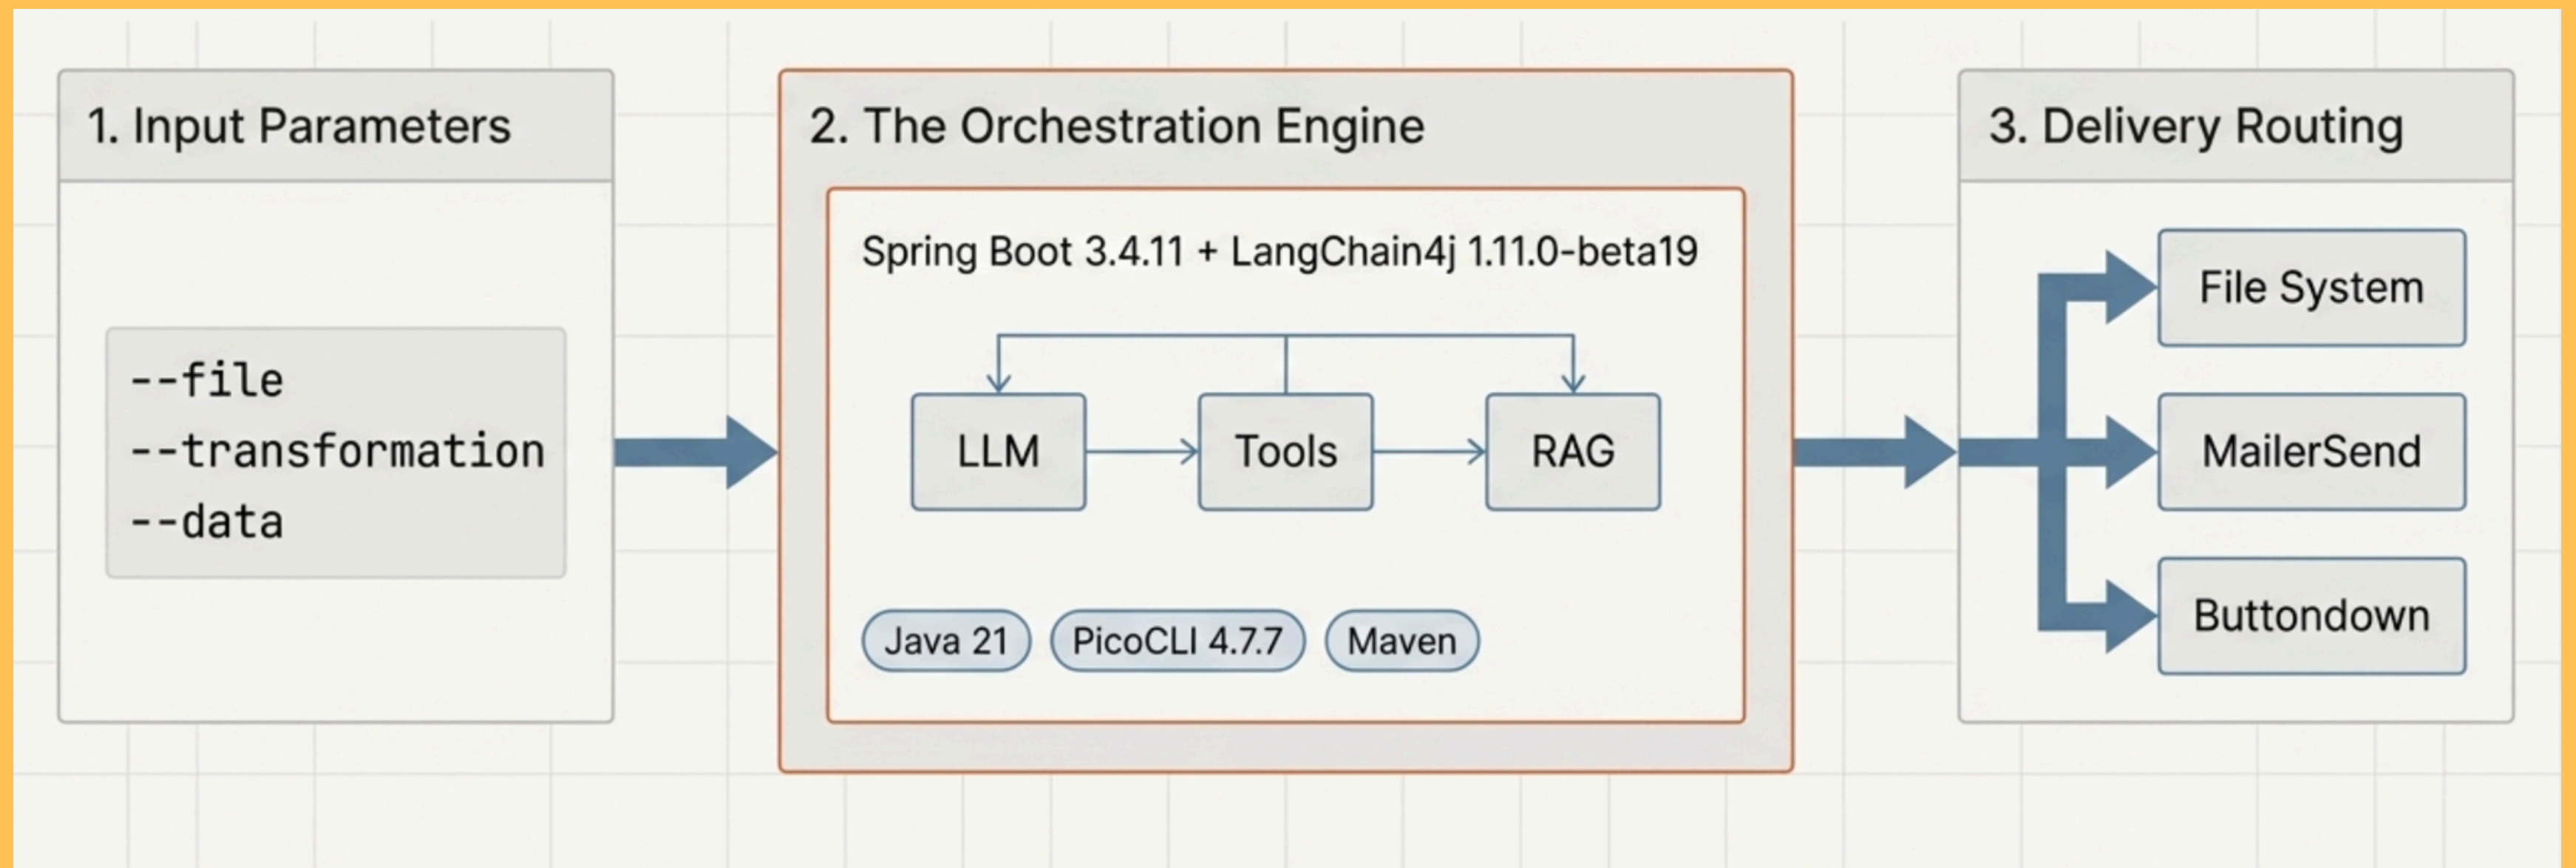 1. Input Parameters
--file
--transformation
--data
2. The Orchestration Engine
Spring Boot 3.4.11 + LangChain4j 1.11.0-beta19
LLM
Tools
RAG
Java 21
PicoCLI 4.7.7
Maven
3. Delivery Routing
File System
MailerSend
Buttondown